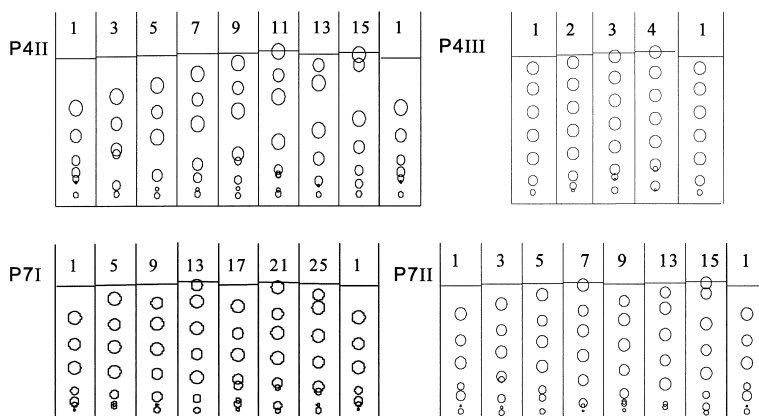 P4II 1 3 5 7 9 11 13 15 1
P4III 1 2 3 4 1
P7I 1 5 9 13 17 21 25 1
P7II 1 3 5 7 9 13 15 1